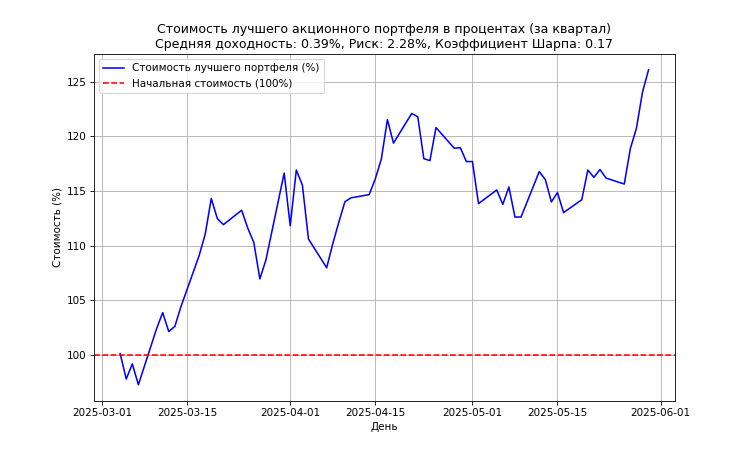 Стоимость лучшего акционного портфеля в процентах (за квартал)
Средняя доходность: 0.39%, Риск: 2.28%, Коэффициент Шарпа: 0.17
Стоимость лучшего портфеля (%)
Начальная стоимость (100%)
Стоимость (%)
125
120
115
110
105
100
2025-03-01
2025-03-15
2025-04-01
2025-04-15
2025-05-01
2025-05-15
2025-06-01
День